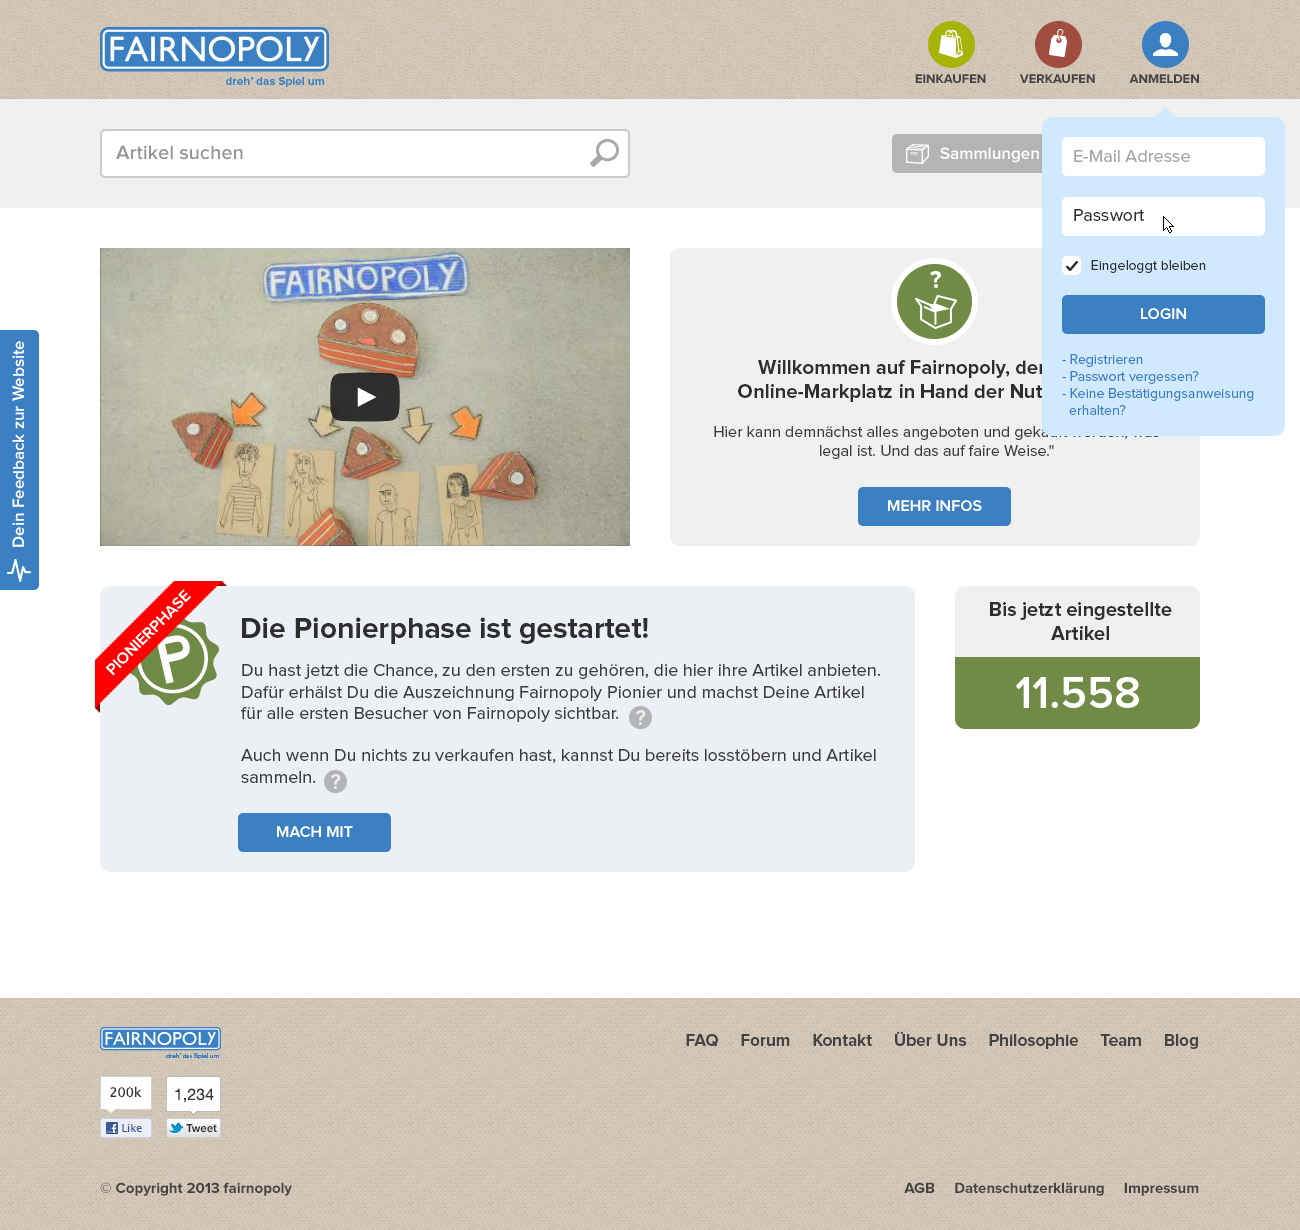 FAIRNOPOLY
dreh' das Spiel um
EINKAUFEN
VERKAUFEN
ANMELDEN
Artikel suchen
Sammlungen
E-Mail Adresse
Passwort
Eingeloggt bleiben
LOGIN
- Registrieren
- Passwort vergessen?
- Keine Bestätigungsanweisung
erhalten?
Dein Feedback zur Website
FAIRNOPOLY
?
Willkommen auf Fairnopoly, der
Online-Markplatz in Hand der Nut
Hier kann demnächst alles angeboten und gekauft werden, was
legal ist. Und das auf faire Weise."
MEHR INFOS
PIONIERPHASE
P
Die Pionierphase ist gestartet!
Du hast jetzt die Chance, zu den ersten zu gehören, die hier ihre Artikel anbieten.
Dafür erhälst Du die Auszeichnung Fairnopoly Pionier und machst Deine Artikel
für alle ersten Besucher von Fairnopoly sichtbar. ?
Auch wenn Du nichts zu verkaufen hast, kannst Du bereits losstöbern und Artikel
sammeln. ?
MACH MIT
Bis jetzt eingestellte
Artikel
11.558
FAIRNOPOLY
dreh' das Spiel um
FAQ Forum Kontakt Über Uns Philosophie Team Blog
200k
1,234
Like
Tweet
© Copyright 2013 fairnopoly
AGB Datenschutzerklärung Impressum